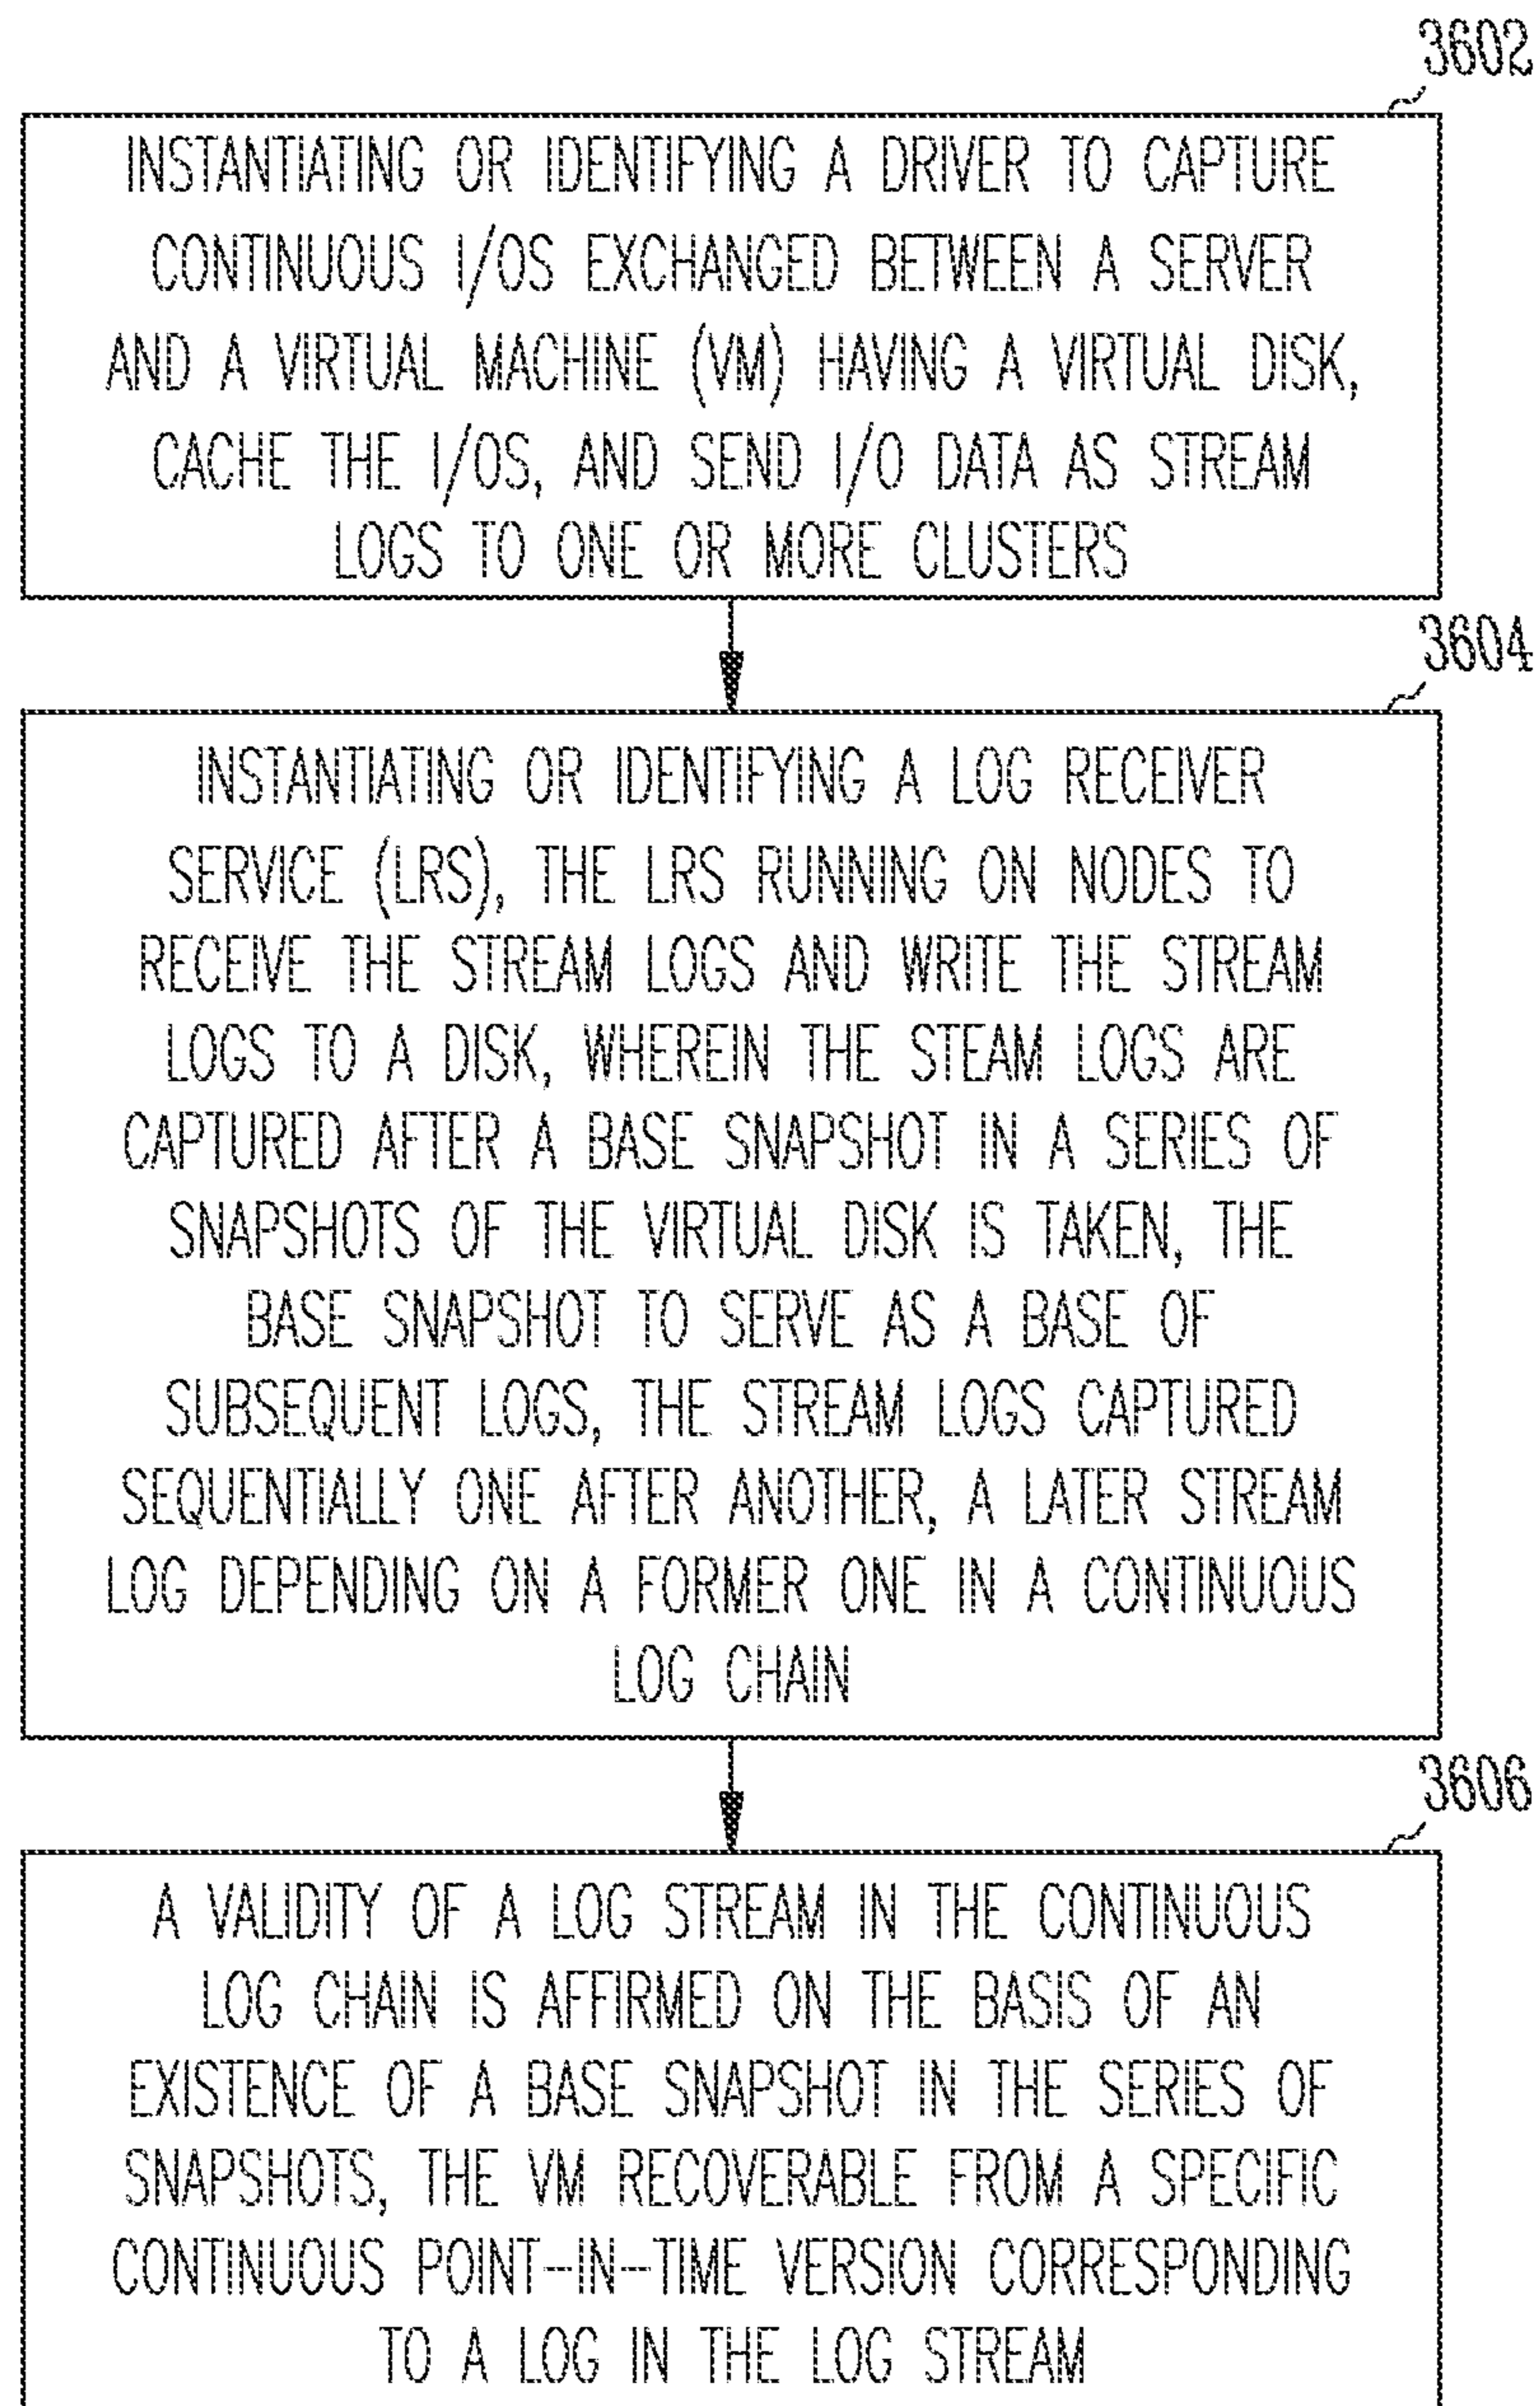 3602
INSTANTIATING OR IDENTIFYING A DRIVER TO CAPTURE
CONTINUOUS I/OS EXCHANGED BETWEEN A SERVER
AND A VIRTUAL MACHINE (VM) HAVING A VIRTUAL DISK,
CACHE THE I/OS, AND SEND I/O DATA AS STREAM
LOGS TO ONE OR MORE CLUSTERS
3604
INSTANTIATING OR IDENTIFYING A LOG RECEIVER
SERVICE (LRS), THE LRS RUNNING ON NODES TO
RECEIVE THE STREAM LOGS AND WRITE THE STREAM
LOGS TO A DISK, WHEREIN THE STEAM LOGS ARE
CAPTURED AFTER A BASE SNAPSHOT IN A SERIES OF
SNAPSHOTS OF THE VIRTUAL DISK IS TAKEN, THE
BASE SNAPSHOT TO SERVE AS A BASE OF
SUBSEQUENT LOGS, THE STREAM LOGS CAPTURED
SEQUENTIALLY ONE AFTER ANOTHER, A LATER STREAM
LOG DEPENDING ON A FORMER ONE IN A CONTINUOUS
LOG CHAIN
3606
A VALIDITY OF A LOG STREAM IN THE CONTINUOUS
LOG CHAIN IS AFFIRMED ON THE BASIS OF AN
EXISTENCE OF A BASE SNAPSHOT IN THE SERIES OF
SNAPSHOTS, THE VM RECOVERABLE FROM A SPECIFIC
CONTINUOUS POINT-IN-TIME VERSION CORRESPONDING
TO A LOG IN THE LOG STREAM